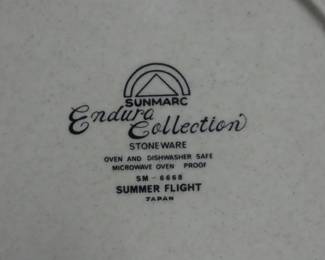 SUNMARC
Endura
Collection
STONEWARE
OVEN AND DISHWASHER SAFE
MICROWAVE OVEN PROOF
SM-6668
SUMMER FLIGHT
JAPAN